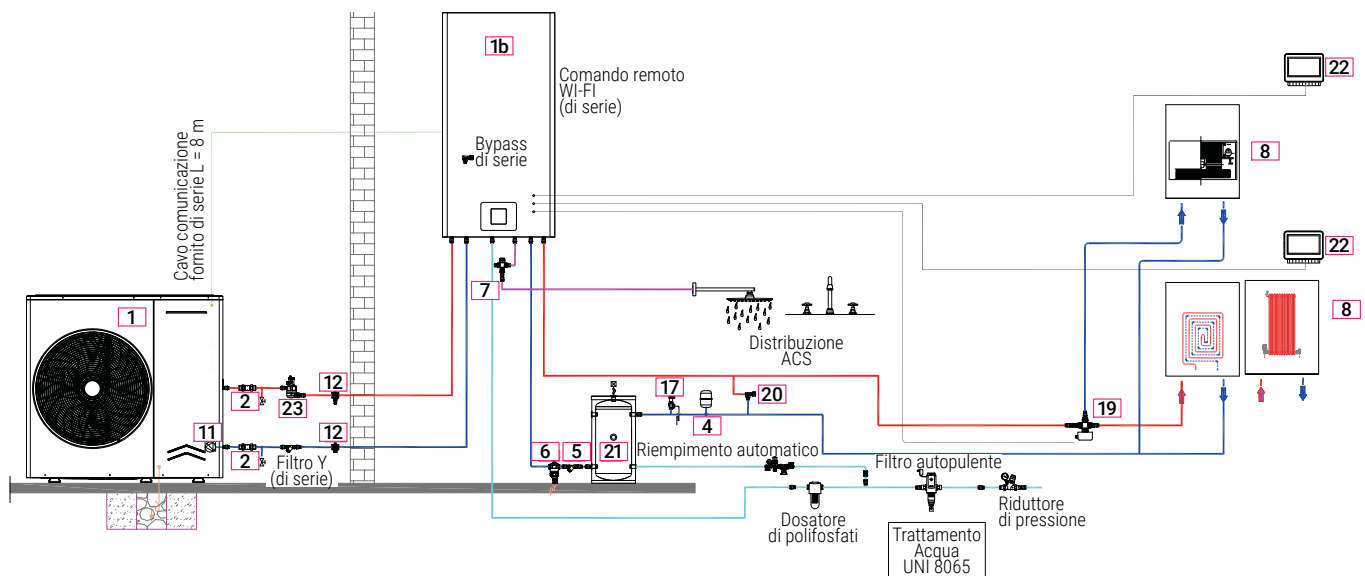 1b
Comando remoto
WI-FI
(di serie)
22
Bypass
di serie
8
Cavo comunicazione
fornito di serie L = 8 m
22
7
1
8
Distribuzione
ACS
12
2
23
17
20
4
19
11
12
2
Filtro Y
(di serie)
6
5
21
Riempimento automatico
Filtro autopulente
Dosatore
di polifosfati
Riduttore
di pressione
Trattamento
Acqua
UNI 8065